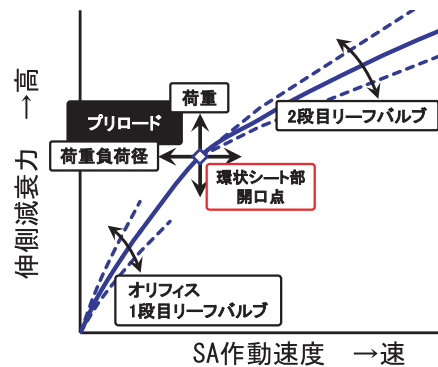 荷重
プリロード
荷重負荷径
2段目リーフバルブ
環状シート部
開口点
オリフィス
1段目リーフバルブ
伸側減衰力 →高
SA作動速度 →速